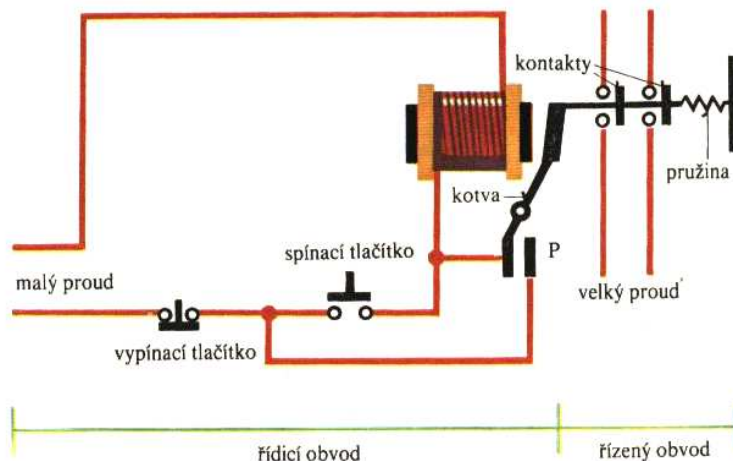 kontakty
pružina
kotva
P
spínací tlačítko
malý proud
velký proud
vypínací tlačítko
řídicí obvod
řízený obvod